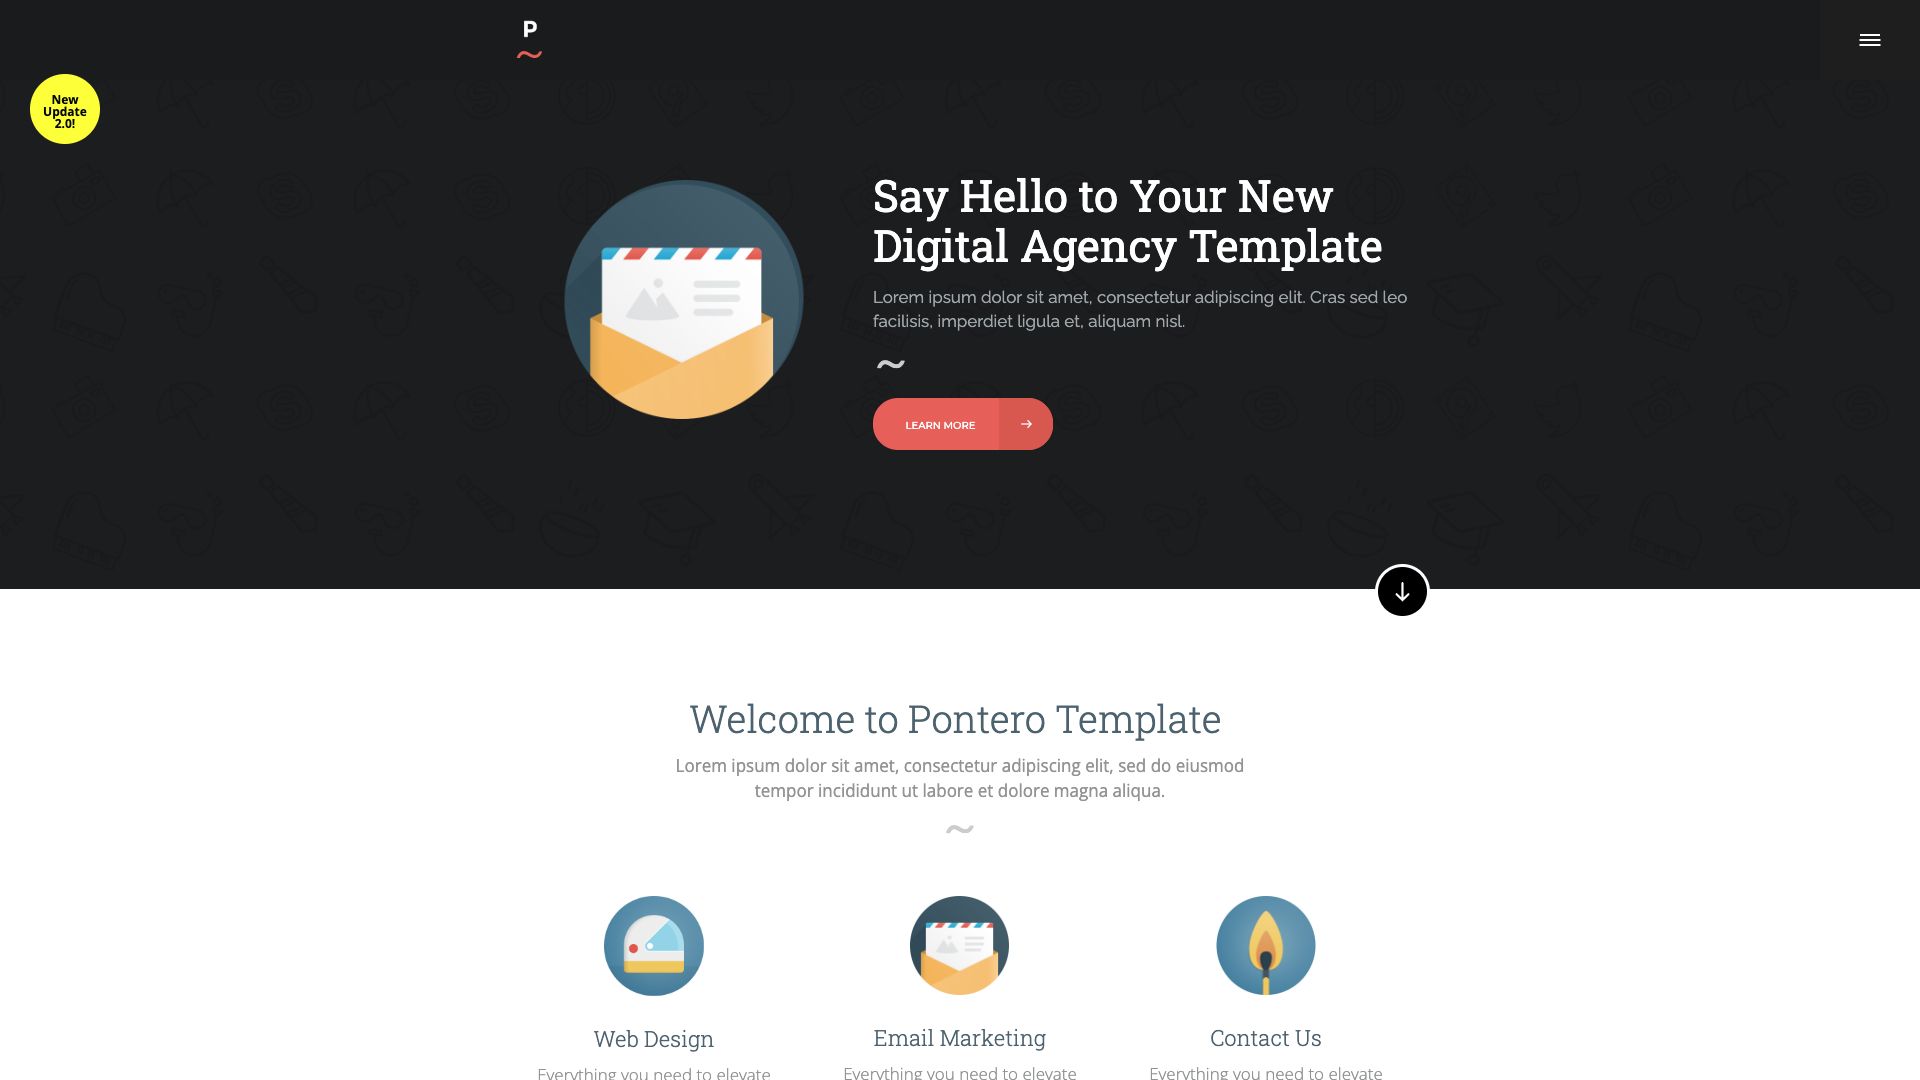 P
New
Update
2.0!
Say Hello to Your New
Digital Agency Template
Lorem ipsum dolor sit amet, consectetur adipiscing elit. Cras sed leo
facilisis, imperdiet ligula et, aliquam nisl.
~
LEARN MORE
Welcome to Pontero Template
Lorem ipsum dolor sit amet, consectetur adipiscing elit, sed do eiusmod
tempor incididunt ut labore et dolore magna aliqua.
~
Web Design
Everything you need to elevate
Email Marketing
Everything you need to elevate
Contact Us
Everything you need to elevate